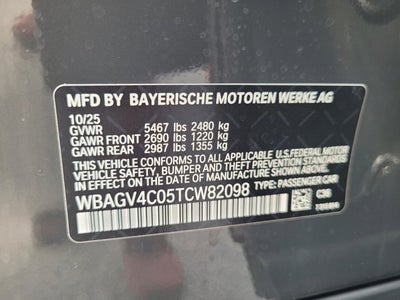 MFD BY BAYERISCHE MOTOREN WERKE AG
10/25
GVWR 5467 lbs 2480 kg
GAWR FRONT 2690 lbs 1220 kg
GAWR REAR 2987 lbs 1355 kg
THIS VEHICLE CONFORMS TO ALL APPLICABLE U.S. FEDERAL MOTOR
VEHICLE SAFETY, BUMPER AND THEFT PREVENTION STANDARDS
IN EFFECT ON THE DATE OF MANUFACTURE SHOWN ABOVE.
WBAGV4C05TCW82098 TYPE: PASSENGER CAR
C36